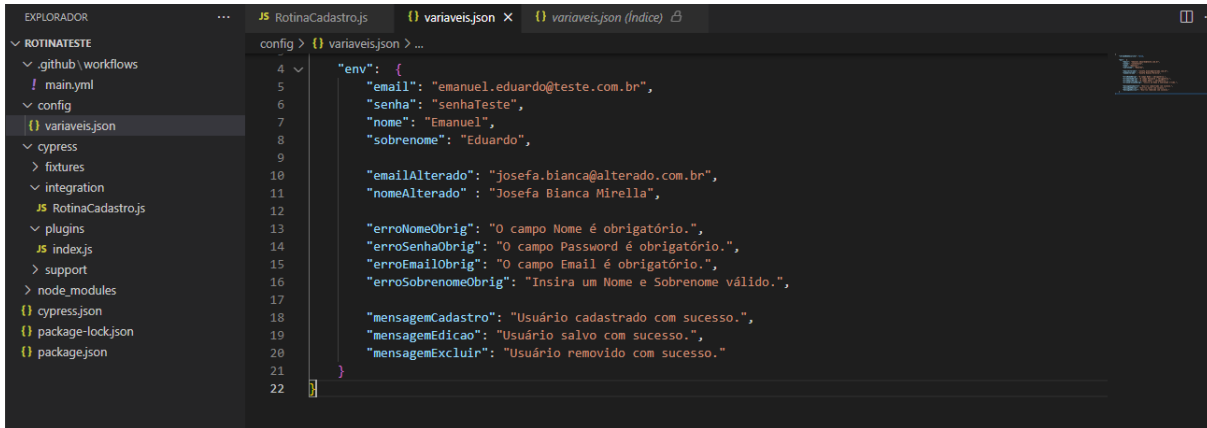 EXPLORADOR ...
ROTINATESTE
.github \ workflows
! main.yml
config
{} variaveis.json
cypress
fixtures
integration
JS RotinaCadastro.js
plugins
JS index.js
support
node_modules
{} cypress.json
{} package-lock.json
{} package.json
JS RotinaCadastro.js {} variaveis.json {} variaveis.json (Índice)
config > {} variaveis.json > ...
4 "env": {
5 "email": "emanuel.eduardo@teste.com.br",
6 "senha": "senhaTeste",
7 "nome": "Emanuel",
8 "sobrenome": "Eduardo",
9
10 "emailAlterado": "josefa.bianca@alterado.com.br",
11 "nomeAlterado" : "Josefa Bianca Mirella",
12
13 "erroNomeObrig": "O campo Nome é obrigatório.",
14 "erroSenhaObrig": "O campo Password é obrigatório.",
15 "erroEmailObrig": "O campo Email é obrigatório.",
16 "erroSobrenomeObrig": "Insira um Nome e Sobrenome válido.",
17
18 "mensagemCadastro": "Usuário cadastrado com sucesso.",
19 "mensagemEdicao": "Usuário salvo com sucesso.",
20 "mensagemExcluir": "Usuário removido com sucesso."
21 }
22 }